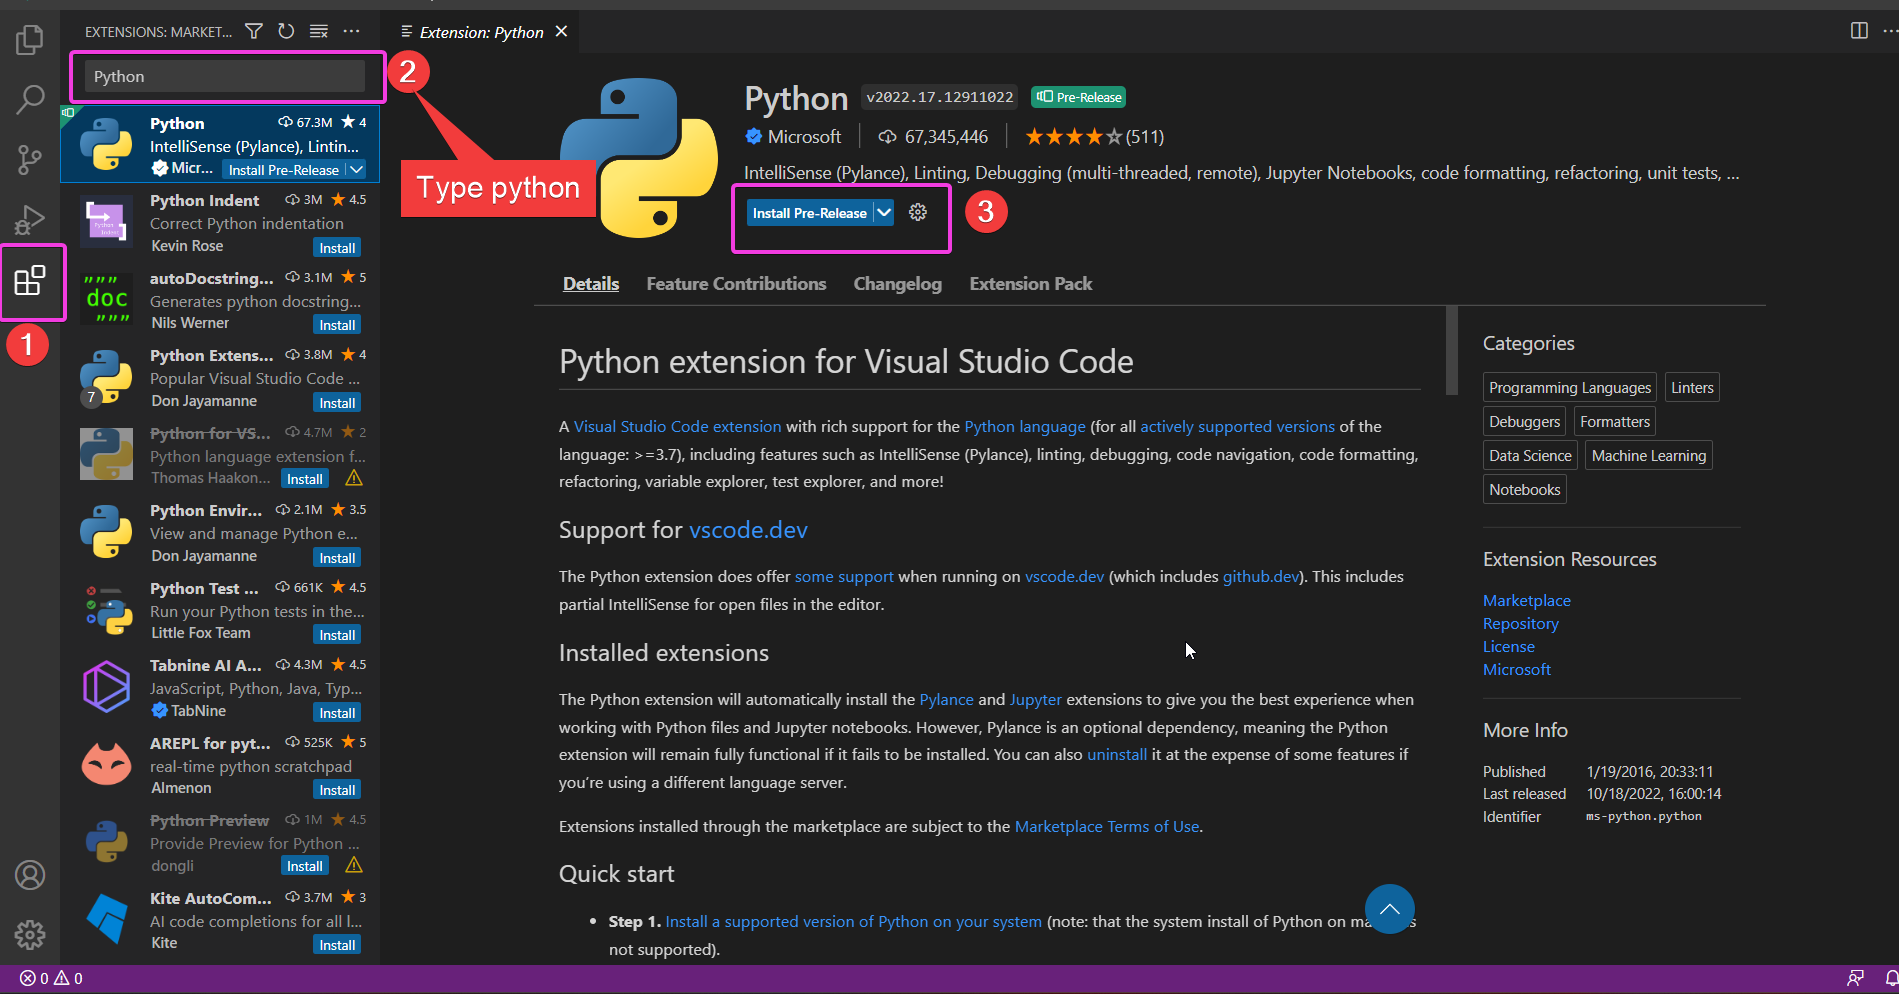 EXTENSIONS: MARKET...
Python
Python 67.3M ★ 4
IntelliSense (Pylance), Lintin...
Micr... Install Pre-Release
Python Indent 3M ★ 4.5
Correct Python indentation
Kevin Rose Install
"""
doc
"""
autoDocstring... 3.1M ★ 5
Generates python docstring...
Nils Werner Install
Python Extens... 3.8M ★ 4
Popular Visual Studio Code ...
7
Don Jayamanne Install
Python for VS... 4.7M ★ 2
Python language extension f...
Thomas Haakon... Install
Python Envir... 2.1M ★ 3.5
View and manage Python e...
Don Jayamanne Install
Python Test ... 661K ★ 4.5
Run your Python tests in the...
Little Fox Team Install
Tabnine AI A... 4.3M ★ 4.5
JavaScript, Python, Java, Typ...
TabNine Install
AREPL for pyt... 525K ★ 5
real-time python scratchpad
Almenon Install
Python Preview 1M ★ 4.5
Provide Preview for Python ...
dongli Install
Kite AutoCom... 3.7M ★ 3
AI code completions for all l...
Kite Install
1
2
Type python
3
Extension: Python
Python v2022.17.12911022 Pre-Release
Microsoft 67,345,446 ★★★★☆(511)
IntelliSense (Pylance), Linting, Debugging (multi-threaded, remote), Jupyter Notebooks, code formatting, refactoring, unit tests, ...
Install Pre-Release
Details Feature Contributions Changelog Extension Pack
Python extension for Visual Studio Code
A Visual Studio Code extension with rich support for the Python language (for all actively supported versions of the
language: >=3.7), including features such as IntelliSense (Pylance), linting, debugging, code navigation, code formatting,
refactoring, variable explorer, test explorer, and more!
Support for vscode.dev
The Python extension does offer some support when running on vscode.dev (which includes github.dev). This includes
partial IntelliSense for open files in the editor.
Installed extensions
The Python extension will automatically install the Pylance and Jupyter extensions to give you the best experience when
working with Python files and Jupyter notebooks. However, Pylance is an optional dependency, meaning the Python
extension will remain fully functional if it fails to be installed. You can also uninstall it at the expense of some features if
you're using a different language server.
Extensions installed through the marketplace are subject to the Marketplace Terms of Use.
Quick start
• Step 1. Install a supported version of Python on your system (note: that the system install of Python on
not supported).
Categories
Programming Languages Linters
Debuggers Formatters
Data Science Machine Learning
Notebooks
Extension Resources
Marketplace
Repository
License
Microsoft
More Info
Published 1/19/2016, 20:33:11
Last released 10/18/2022, 16:00:14
Identifier ms-python.python
0 0